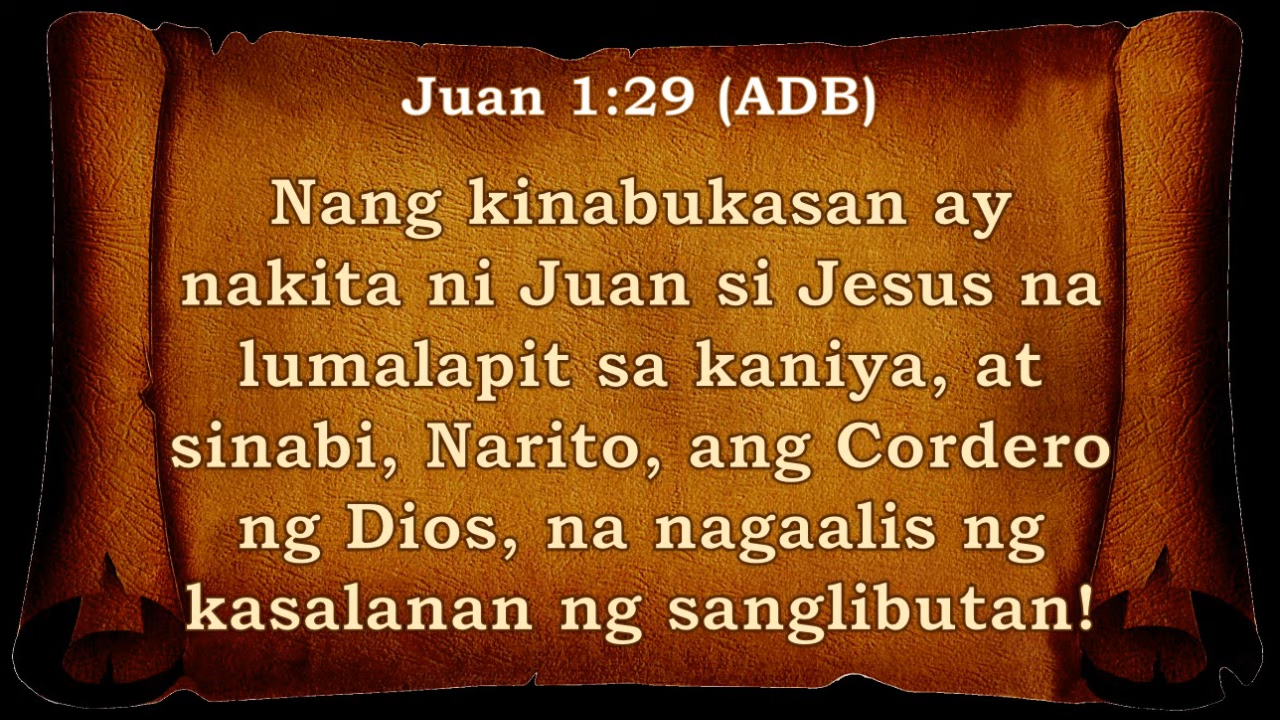 Juan 1:29 (ADB)
Nang kinabukasan ay
nakita ni Juan si Jesus na
lumalapit sa kaniya, at
sinabi, Narito, ang Cordero
ng Dios, na nagaalis ng
kasalanan ng sanglibutan!